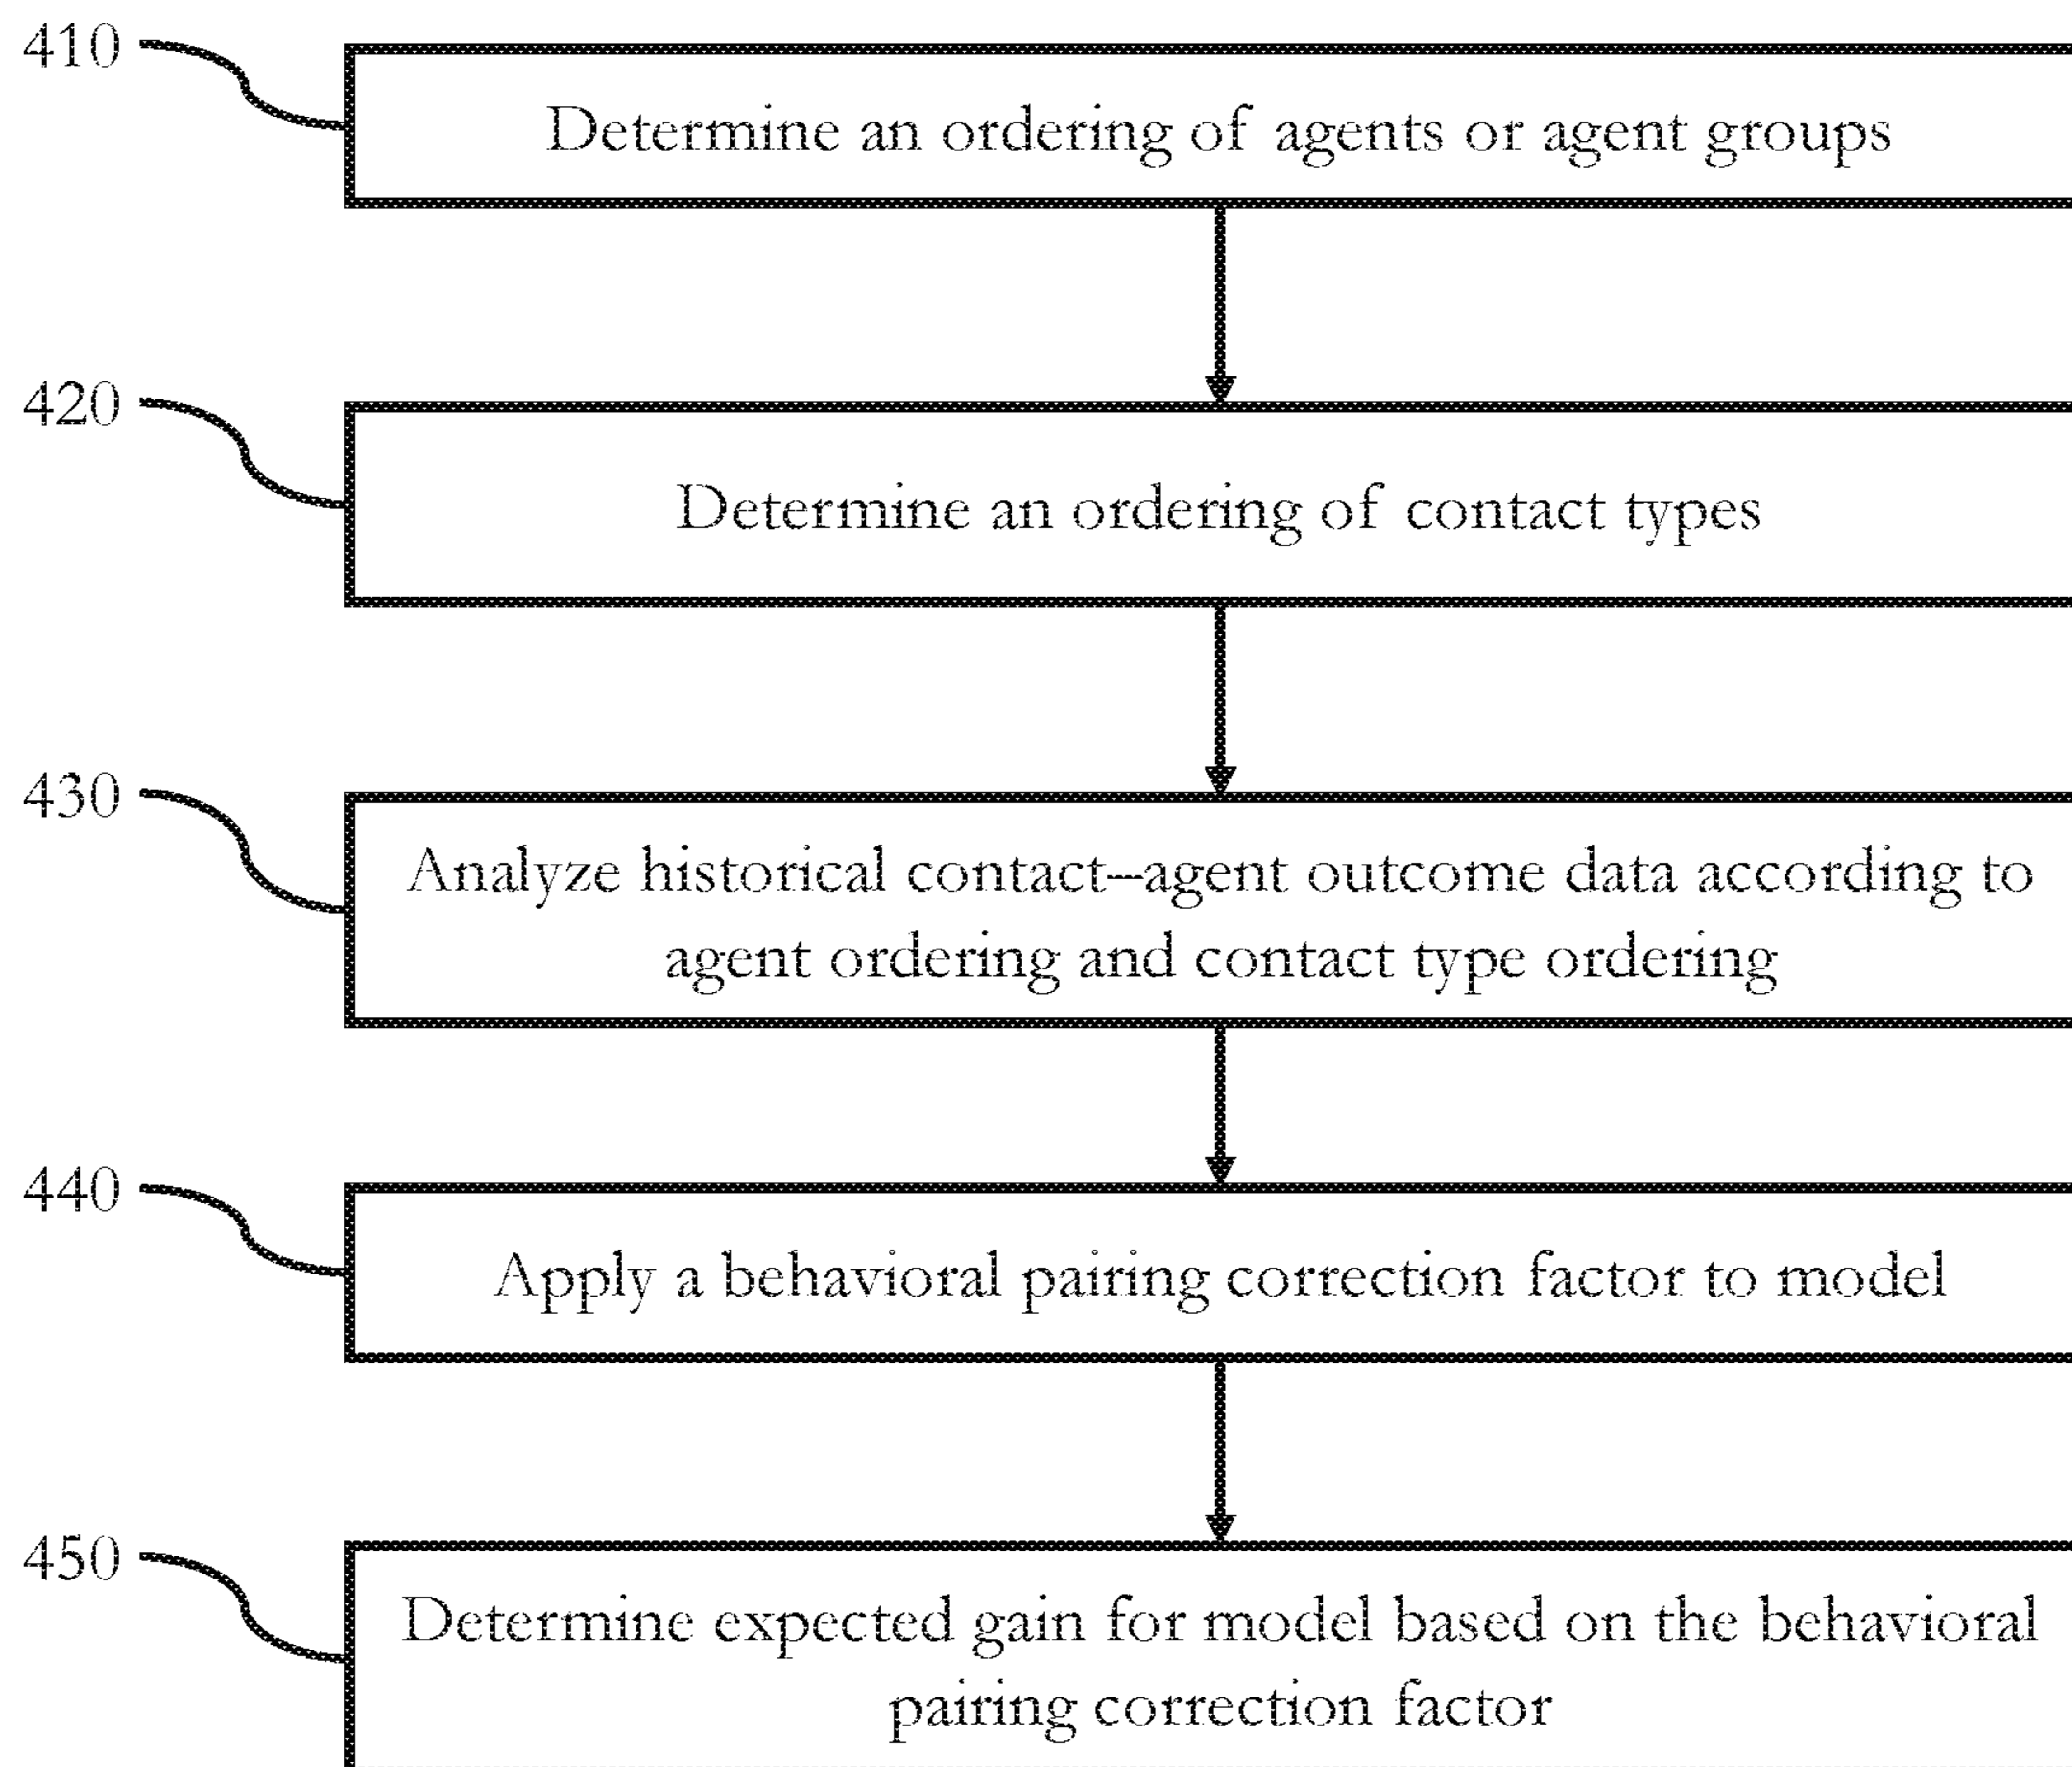 410
Determine an ordering of agents or agent groups
420
Determine an ordering of contact types
430
Analyze historical contact–agent outcome data according to
agent ordering and contact type ordering
440
Apply a behavioral pairing correction factor to model
450
Determine expected gain for model based on the behavioral
pairing correction factor